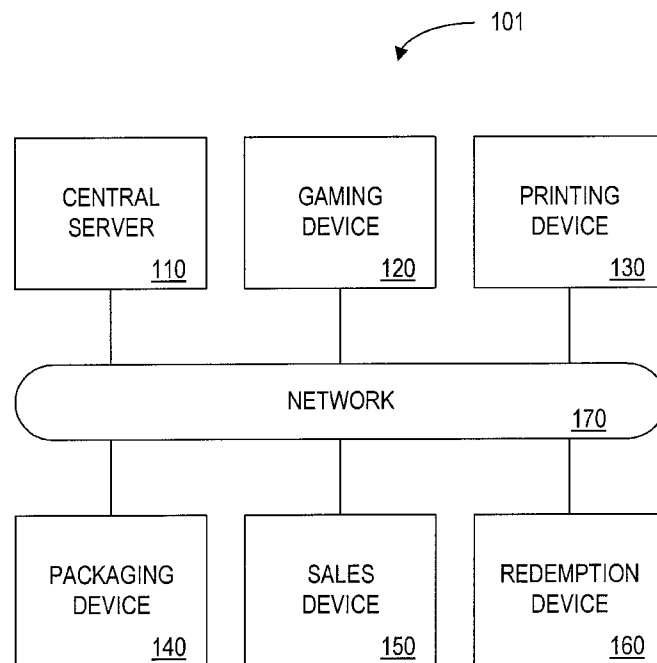 101
CENTRAL
SERVER
110
GAMING
DEVICE
120
PRINTING
DEVICE
130
NETWORK
170
PACKAGING
DEVICE
140
SALES
DEVICE
150
REDEMPTION
DEVICE
160